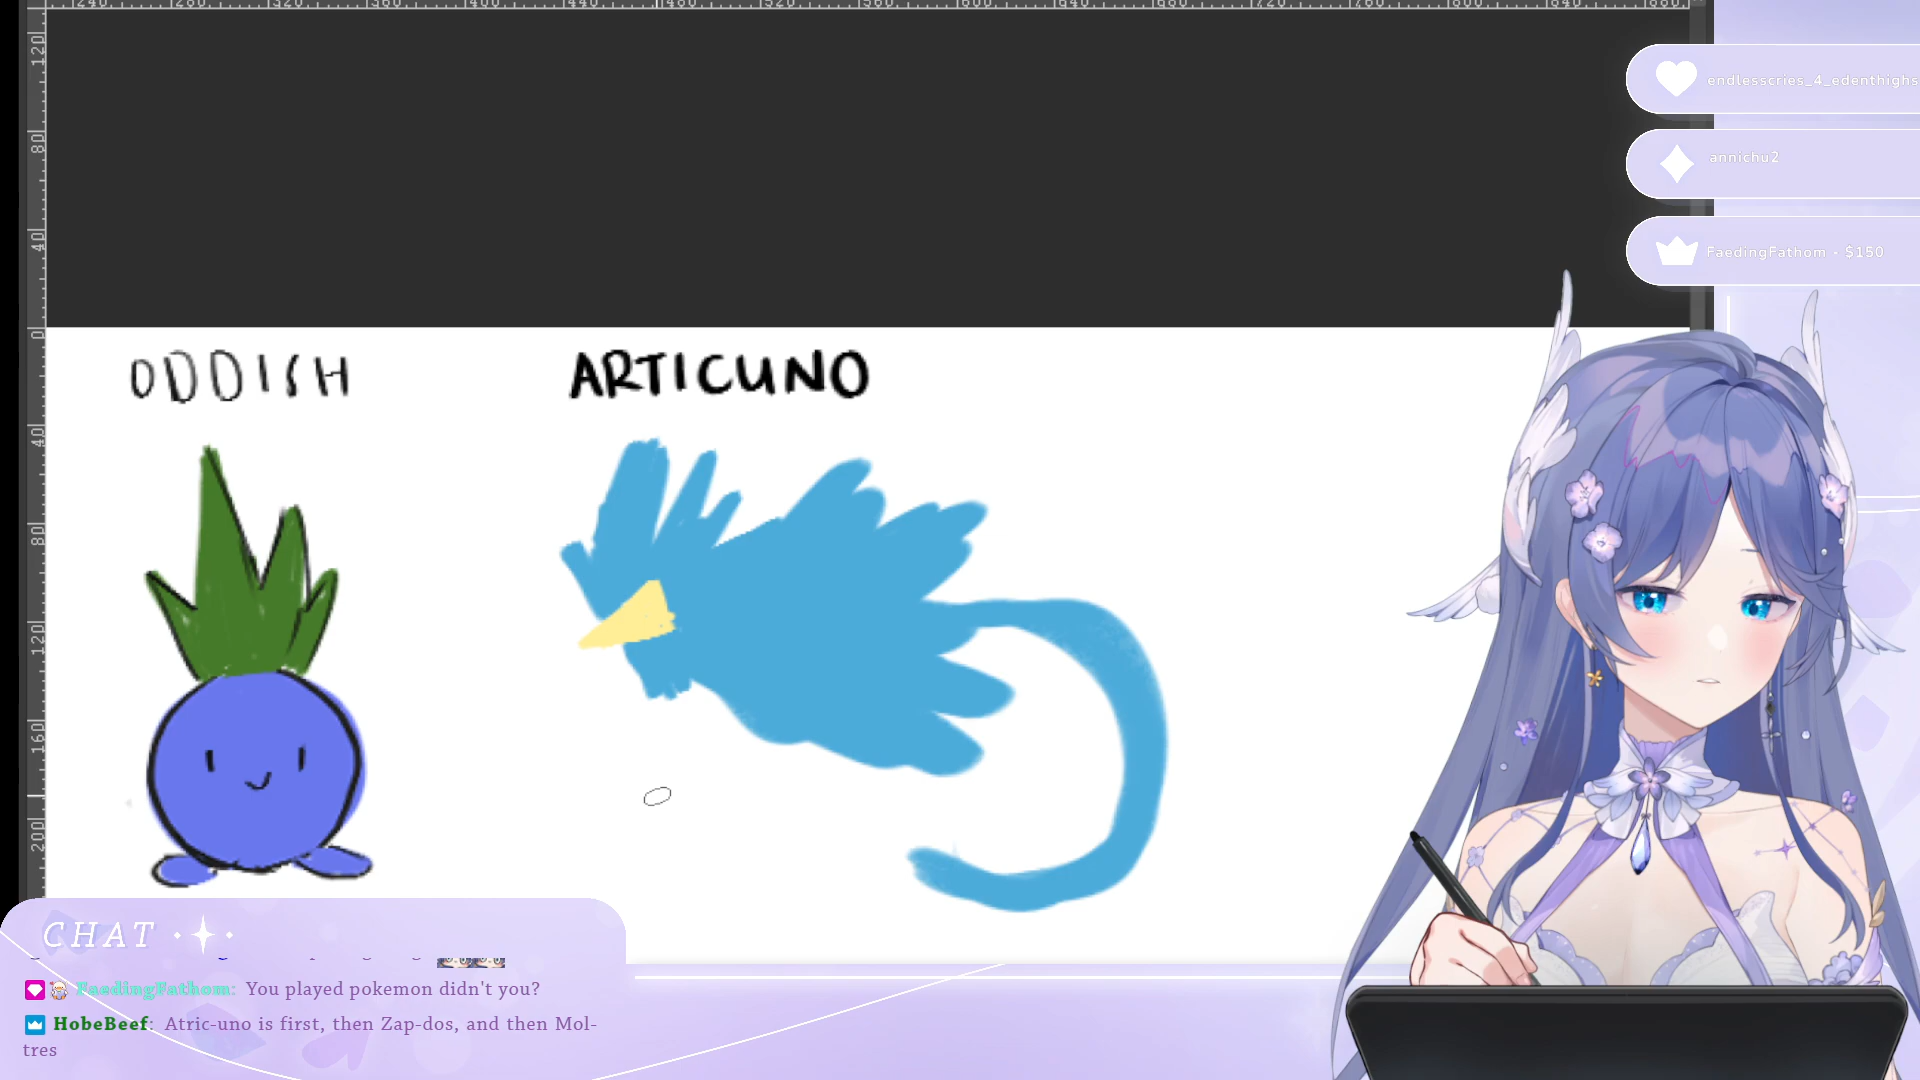 endlesscries_4_edenthighs
annichu2
FaedingFathom - $150
ODDISH
ARTICUNO
CHAT
FaedingFathom: You played pokemon didn't you?
HobeBeef: Atric-uno is first, then Zap-dos, and then Mol-
tres